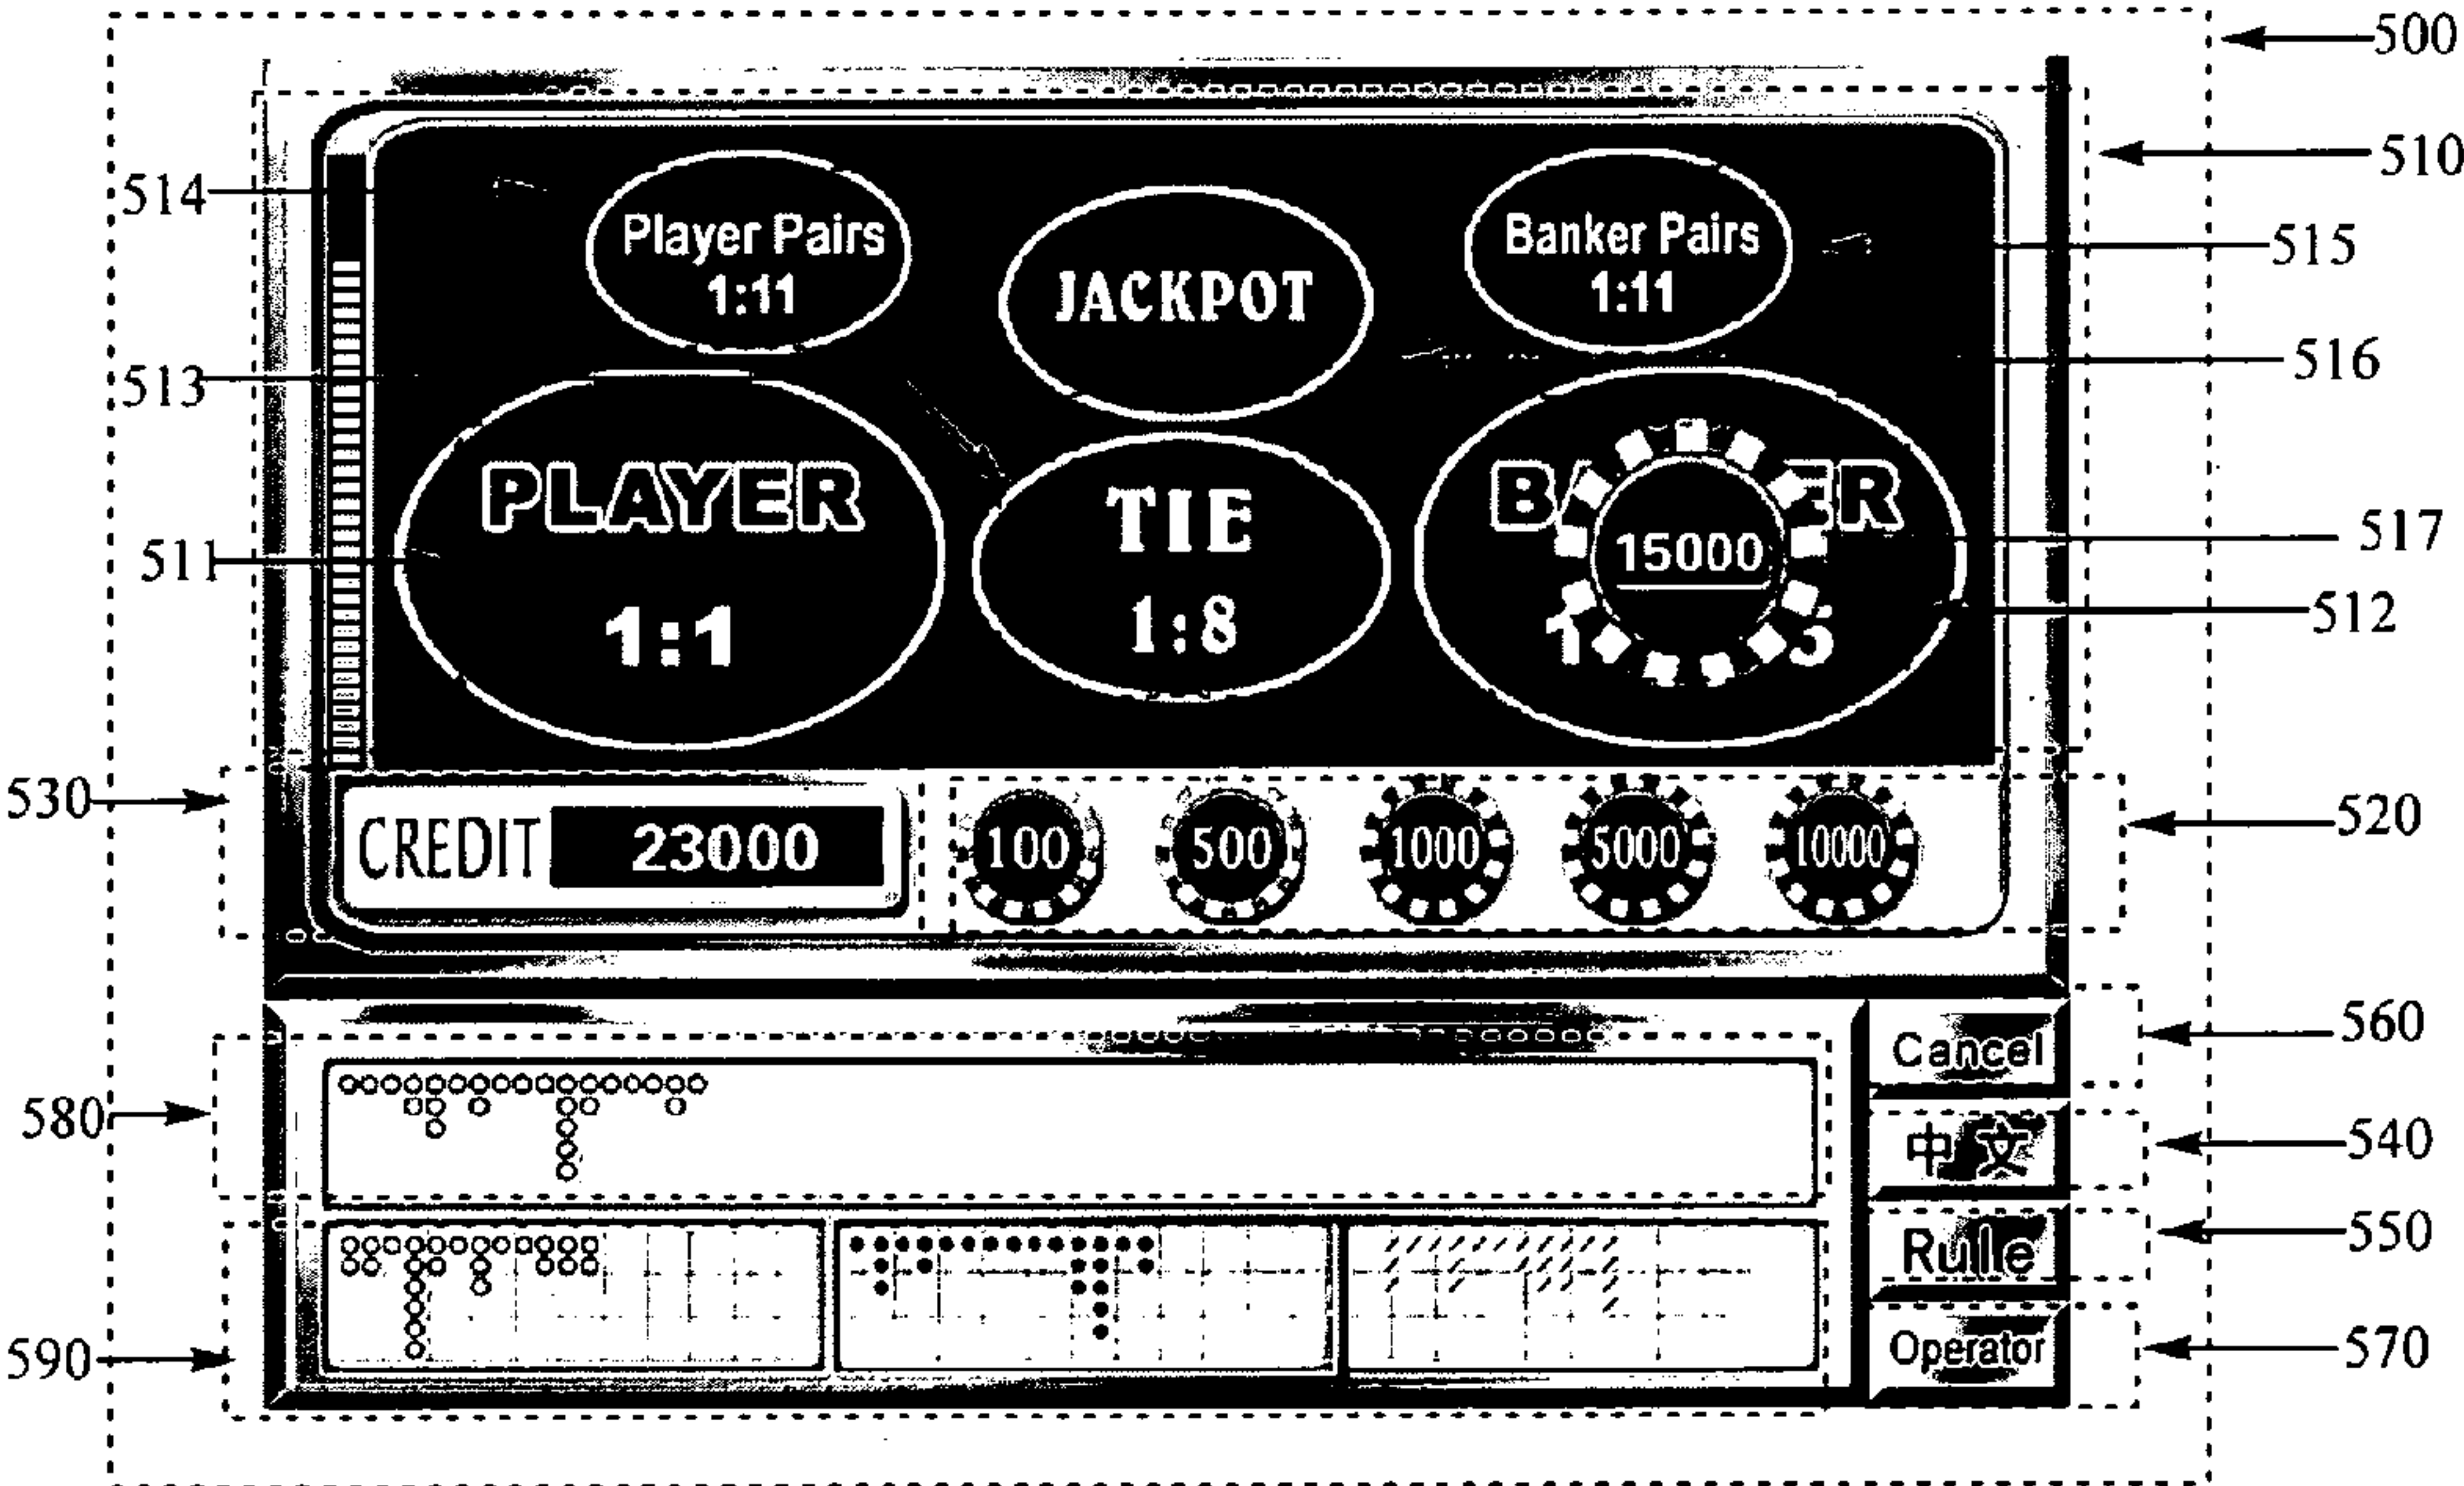 500
510
514
Player Pairs
1:11
JACKPOT
Banker Pairs
1:11
515
513
516
PLAYER
1:1
511
TIE
1:8
15000
517
512
530
CREDIT 23000
100 500 1000 5000 10000
520
Cancel
560
580
中文
540
Rulle
550
590
Operator
570